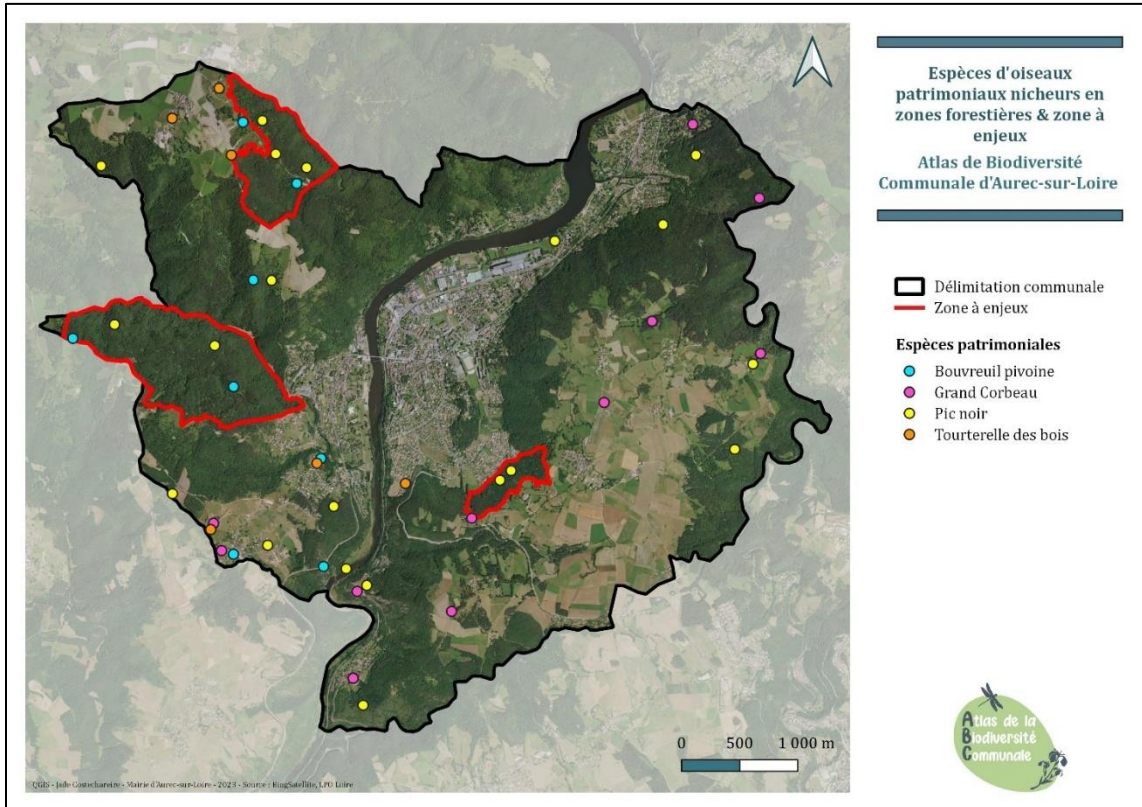 Espèces d'oiseaux
patrimoniaux nicheurs en
zones forestières & zone à
enjeux
Atlas de Biodiversité
Communale d'Aurec-sur-Loire
Délimitation communale
Zone à enjeux
Espèces patrimoniales
Bouvreuil pivoine
Grand Corbeau
Pic noir
Tourterelle des bois
0 500 1 000 m
Atlas de la
Biodiversité
Communale
QGIS - Jade Costechareire - Mairie d'Aurec-sur-Loire - 2023 - Source : BingSatellite, LPO Loire